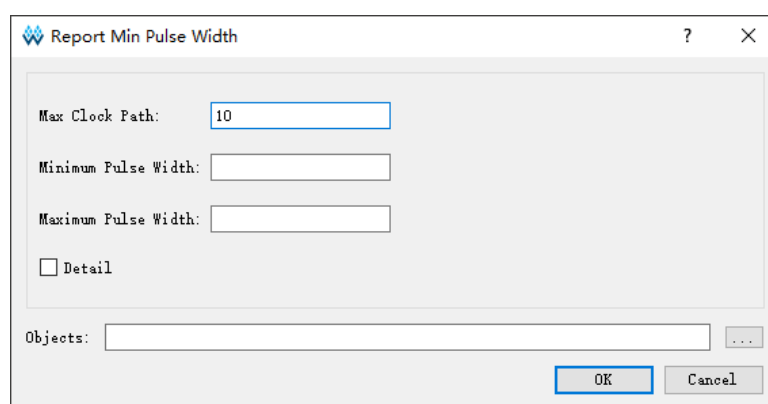 Report Min Pulse Width ?
Max Clock Path: 10
Minimum Pulse Width:
Maximum Pulse Width:
Detail
Objects: ...
OK Cancel